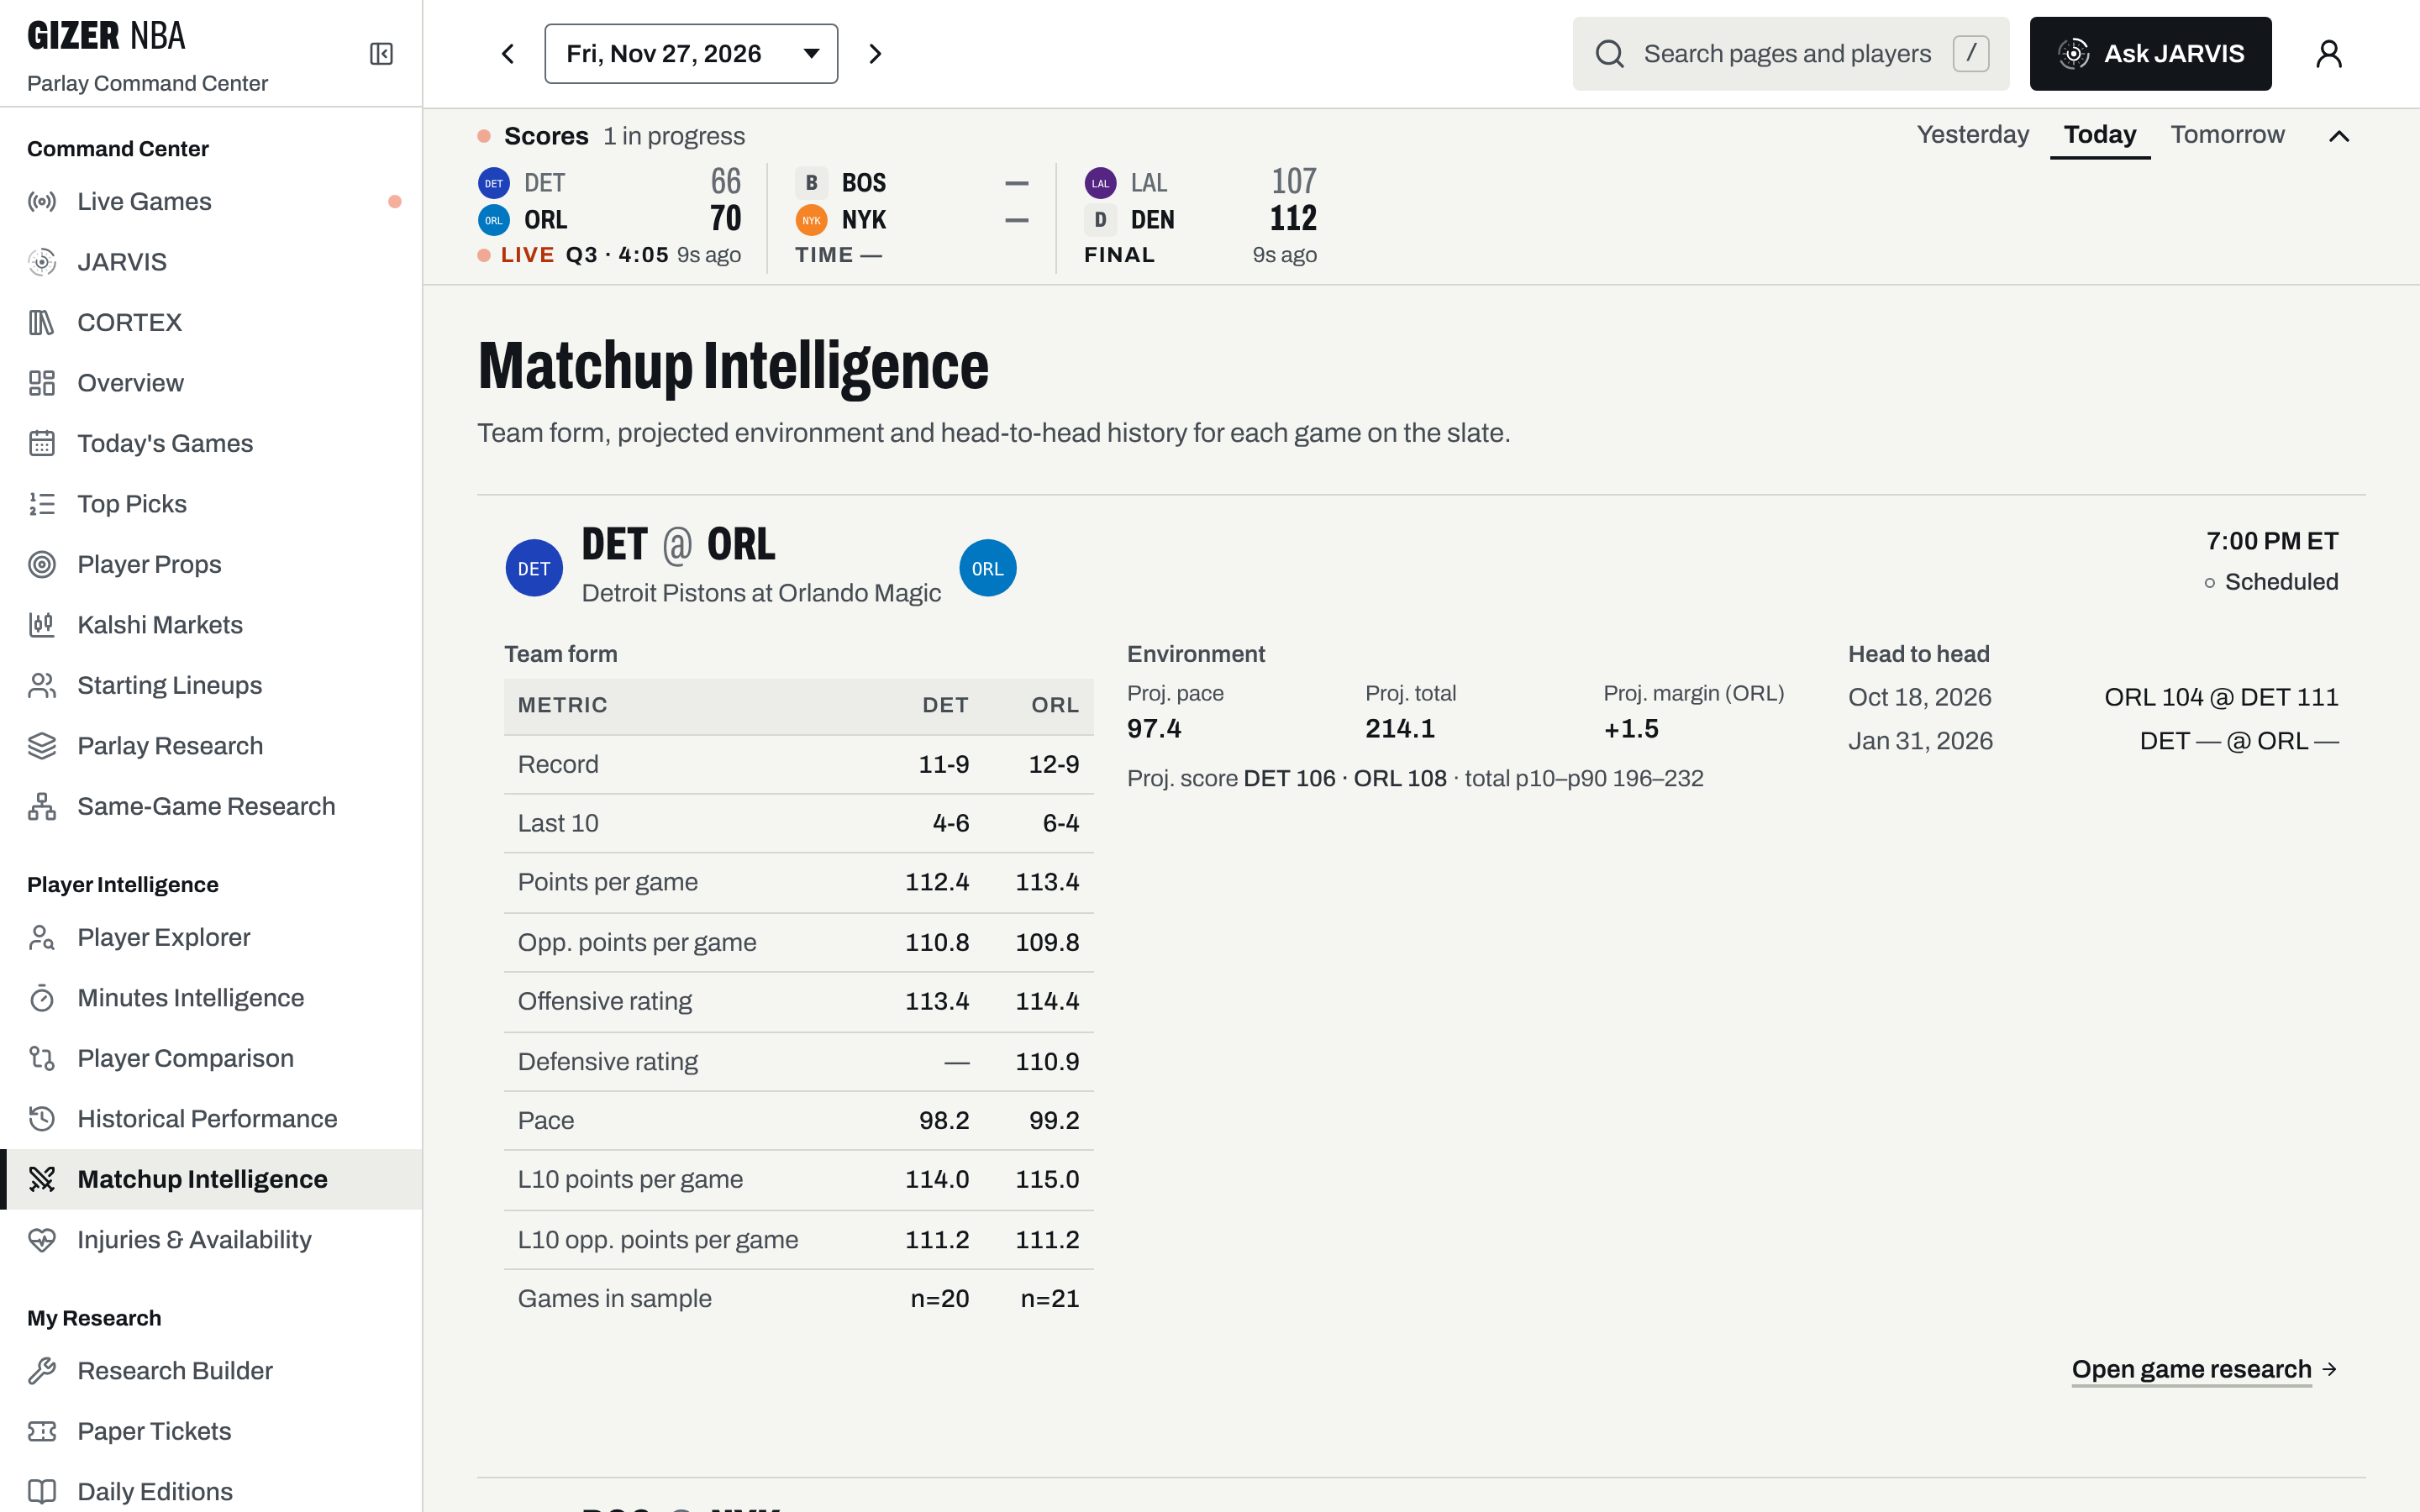 GIZER NBA
Parlay Command Center
Command Center
Live Games
JARVIS
CORTEX
Overview
Today's Games
Top Picks
Player Props
Kalshi Markets
Starting Lineups
Parlay Research
Same-Game Research
Player Intelligence
Player Explorer
Minutes Intelligence
Player Comparison
Historical Performance
Matchup Intelligence
Injuries & Availability
My Research
Research Builder
Paper Tickets
Daily Editions
Fri, Nov 27, 2026
Search pages and players /
Ask JARVIS
Scores 1 in progress
Yesterday Today Tomorrow
DET DET 66
ORL ORL 70
LIVE Q3 · 4:05 9s ago
B BOS —
NYK NYK —
TIME —
LAL LAL 107
D DEN 112
FINAL 9s ago
Matchup Intelligence
Team form, projected environment and head-to-head history for each game on the slate.
DET DET @ ORL ORL
Detroit Pistons at Orlando Magic
7:00 PM ET
Scheduled
Team form
METRIC DET ORL
Record 11-9 12-9
Last 10 4-6 6-4
Points per game 112.4 113.4
Opp. points per game 110.8 109.8
Offensive rating 113.4 114.4
Defensive rating — 110.9
Pace 98.2 99.2
L10 points per game 114.0 115.0
L10 opp. points per game 111.2 111.2
Games in sample n=20 n=21
Environment
Proj. pace Proj. total Proj. margin (ORL)
97.4 214.1 +1.5
Proj. score DET 106 · ORL 108 · total p10–p90 196–232
Head to head
Oct 18, 2026 ORL 104 @ DET 111
Jan 31, 2026 DET — @ ORL —
Open game research →